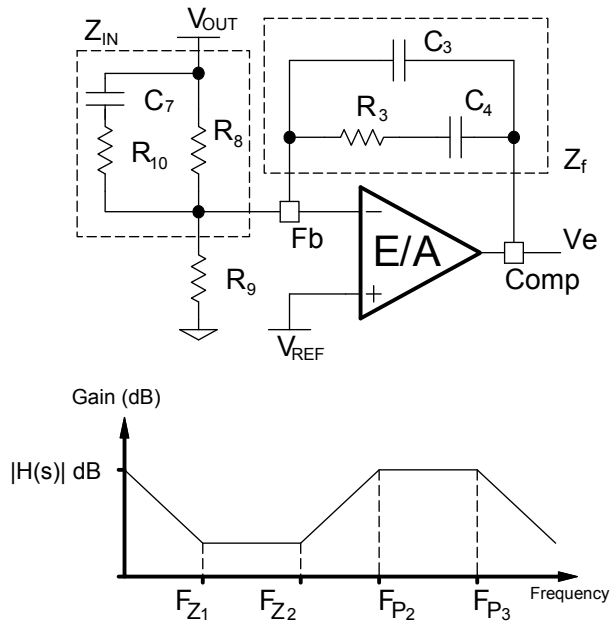 Z_IN
V_OUT
C_3
C_7
R_3
C_4
R_8
R_10
Z_f
Fb
−
E/A
Ve
Comp
R_9
+
V_REF
Gain (dB)
|H(s)| dB
F_Z1
F_Z2
F_P2
F_P3
Frequency